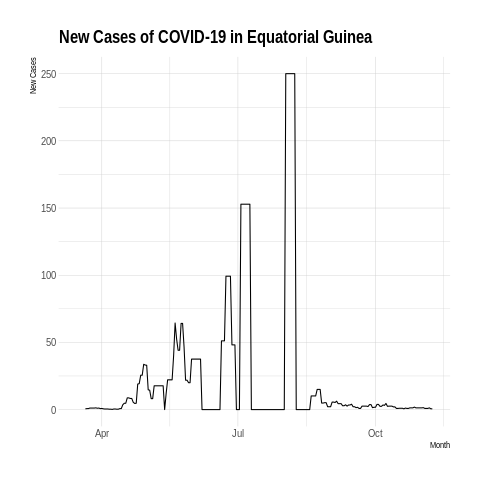 New Cases of COVID-19 in Equatorial Guinea
New Cases
250
200
150
100
50
0
Apr
Jul
Oct
Month